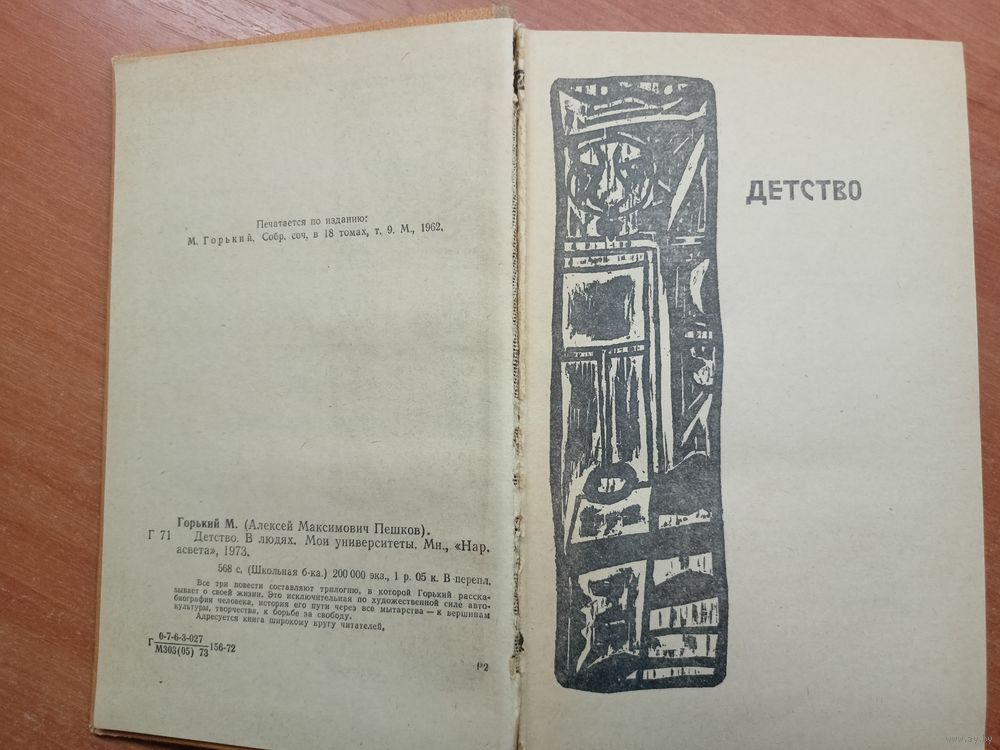 Печатается по изданию:
М. Горький. Собр. соч. в 18 томах, т. 9. М., 1962.
Горький М. (Алексей Максимович Пешков).
Г 71 Детство. В людях. Мои университеты. Мн., «Нар.
асвета», 1973.
568 с. (Школьная б-ка.) 200 000 экз., 1 р. 05 к. В перепл.
Все три повести составляют трилогию, в которой Горький расска-
зывает о своей жизни. Это исключительная по художественной силе авто-
биография человека, история его пути через все мытарства — к вершинам
культуры, творчества, к борьбе за свободу.
Адресуется книга широкому кругу читателей.
0-7-6-3-027
Г 156-72
М303(05) 73
Р2
ДЕТСТВО